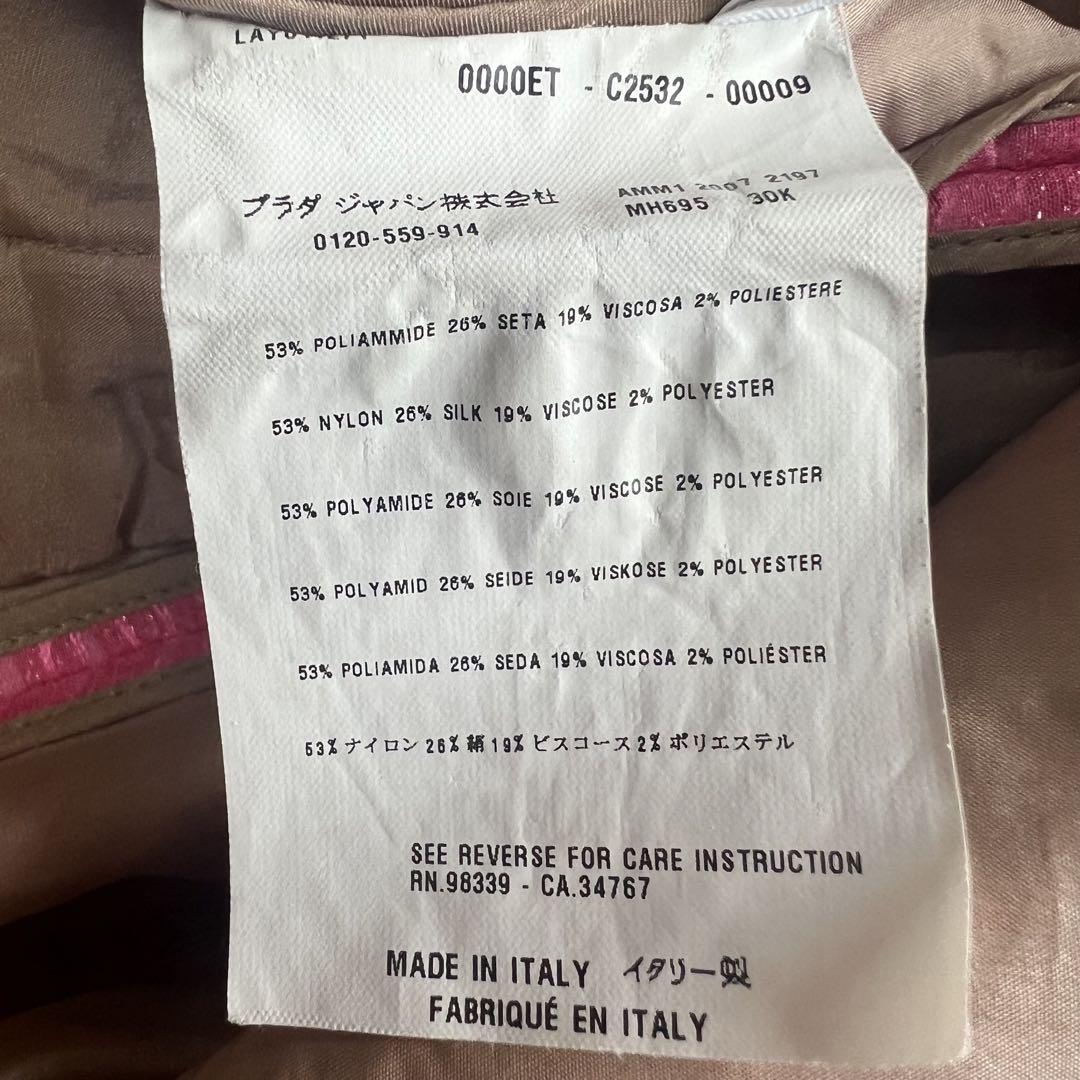 0000ET - C2532 - 00009
プラダ ジャパン株式会社
0120-559-914
AMM1 2007 2197
MH695 30K
53% POLIAMMIDE 26% SETA 19% VISCOSA 2% POLIESTERE
53% NYLON 26% SILK 19% VISCOSE 2% POLYESTER
53% POLYAMIDE 26% SOIE 19% VISCOSE 2% POLYESTER
53% POLYAMID 26% SEIDE 19% VISKOSE 2% POLYESTER
53% POLIAMIDA 26% SEDA 19% VISCOSA 2% POLIÉSTER
53% ナイロン 26% 絹 19% ビスコース 2% ポリエステル
SEE REVERSE FOR CARE INSTRUCTION
RN.98339 - CA.34767
MADE IN ITALY イタリー製
FABRIQUÉ EN ITALY